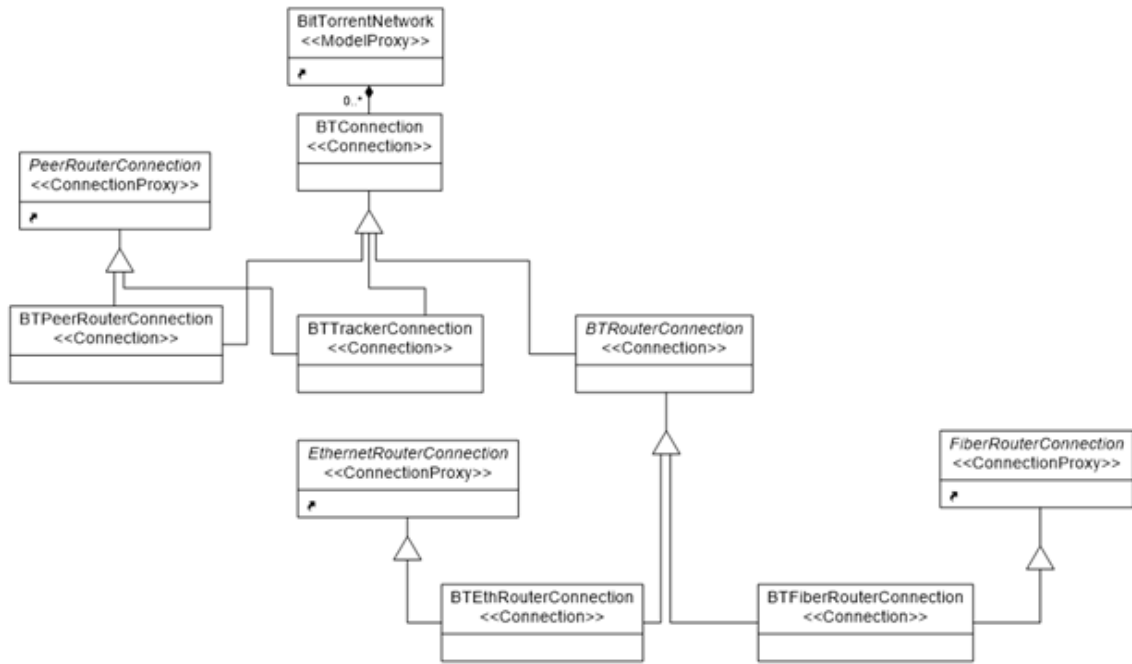 BitTorrentNetwork
<<ModelProxy>>
0..*
BTConnection
<<Connection>>
PeerRouterConnection
<<ConnectionProxy>>
BTPeerRouterConnection
<<Connection>>
BTTrackerConnection
<<Connection>>
BTRouterConnection
<<Connection>>
EthernetRouterConnection
<<ConnectionProxy>>
FiberRouterConnection
<<ConnectionProxy>>
BTEthRouterConnection
<<Connection>>
BTFiberRouterConnection
<<Connection>>